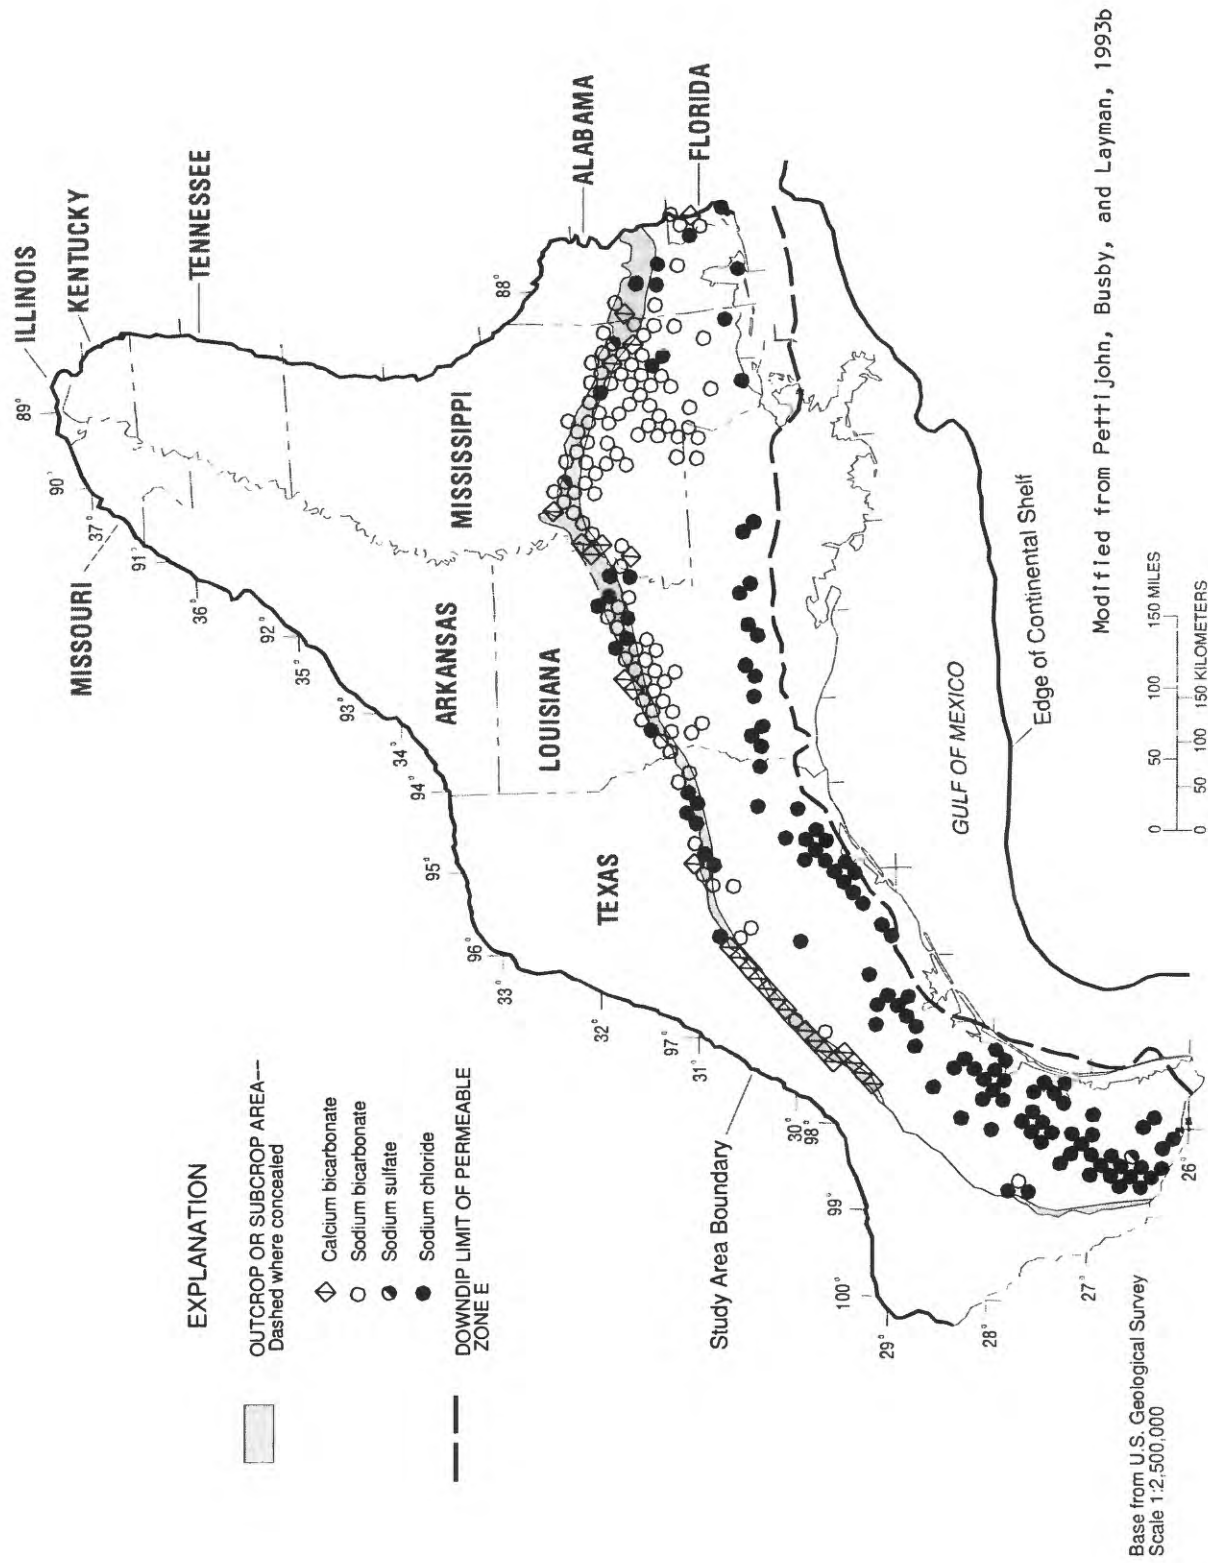 EXPLANATION
OUTCROP OR SUBCROP AREA—
Dashed where concealed
Calcium bicarbonate
Sodium bicarbonate
Sodium sulfate
Sodium chloride
DOWNDIP LIMIT OF PERMEABLE
ZONE E
ILLINOIS
KENTUCKY
TENNESSEE
MISSOURI
ARKANSAS
MISSISSIPPI
ALABAMA
LOUISIANA
TEXAS
FLORIDA
89°
90°
37°
91°
36°
92°
35°
93°
34°
94°
95°
96°
33°
32°
97°
31°
30°
98°
99°
100°
29°
28°
27°
26°
88°
Study Area Boundary
GULF OF MEXICO
Edge of Continental Shelf
0 50 100 150 MILES
0 50 100 150 KILOMETERS
Modified from Pettijohn, Busby, and Layman, 1993b
Base from U.S. Geological Survey
Scale 1:2,500,000